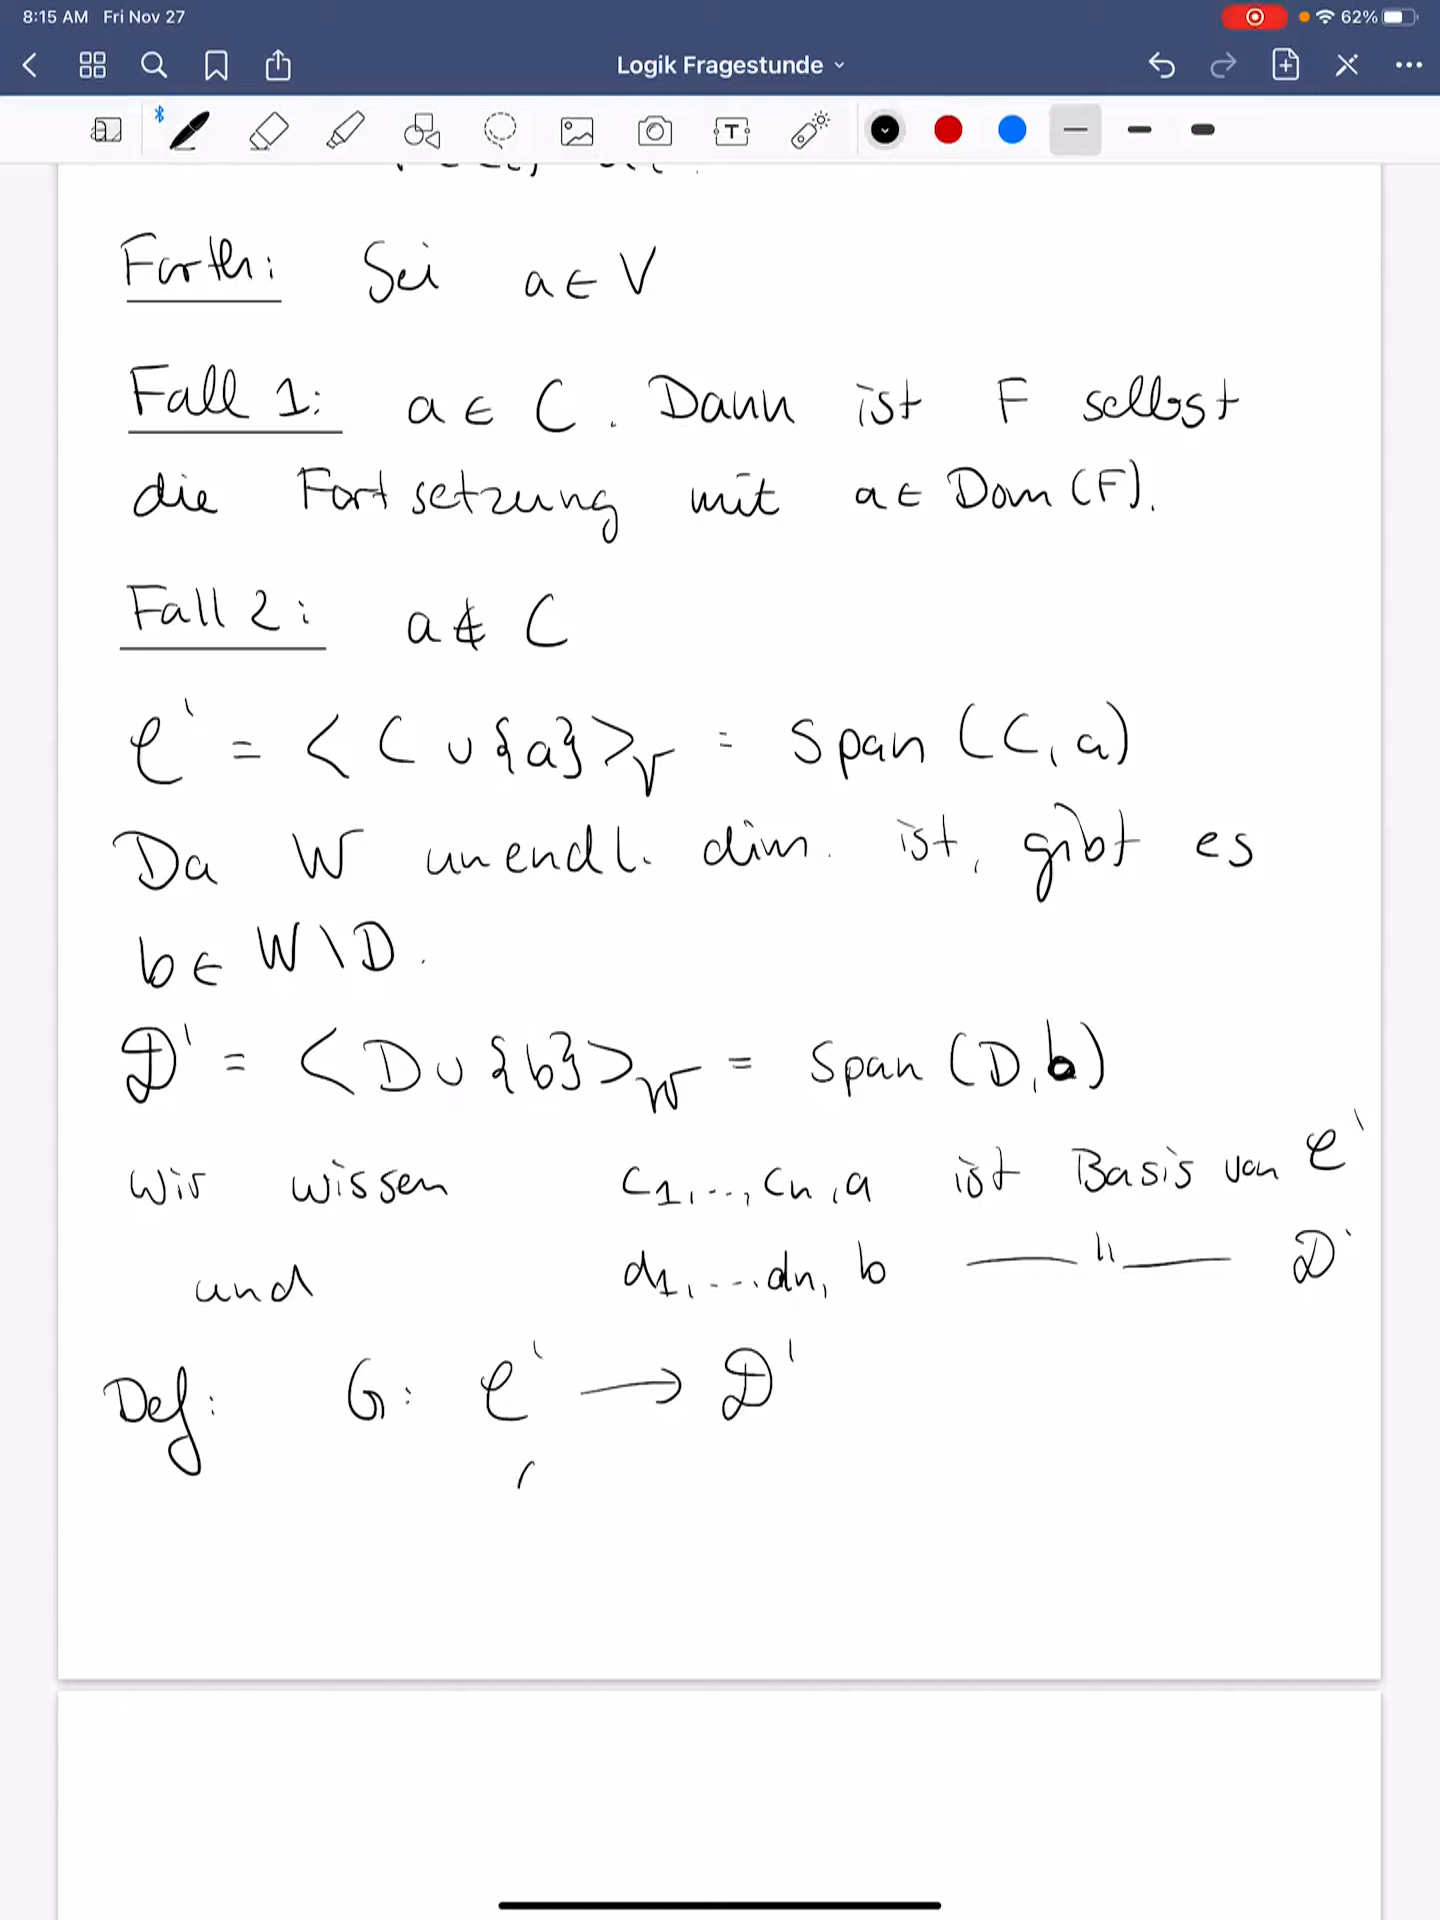 8:15 AM Fri Nov 27 62%
Logik Fragestunde
Forth: Sei a ∈ V
Fall 1: a ∈ C. Dann ist F selbst
die Fortsetzung mit a ∈ Dom (F).
Fall 2: a ∉ C
𝒞' = < C ∪ {a} >𝒱 = Span (C, a)
Da W unendl. dim. ist, gibt es
b ∈ W \ D.
𝒟' = < D ∪ {b} >𝒲 = Span (D, b)
Wir wissen c1, ..., cn, a ist Basis von 𝒞'
und d1, ... dn, b —— " —— 𝒟'
Def: G: 𝒞' ⟶ 𝒟'
(